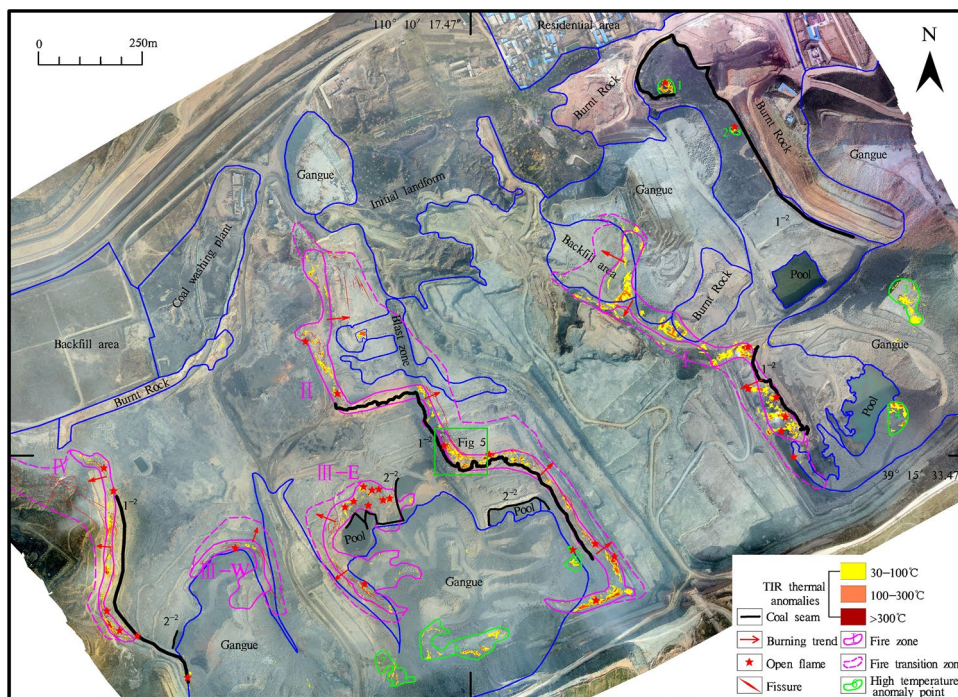 110° 10′ 17.47″
Residential area
0
250m
N
Burnt Rock
1
2
Burnt Rock
Gangue
Gangue
Gangue
Initial landform
1⁻²
Coal washing plant
Backfill area
Pool
Burnt Rock
Blast zone
Gangue
Backfill area
I
1⁻²
Burnt Rock
II
Pool
3
1⁻²
Fig 5
IV
III-E
2⁻²
39° 15′ 33.47″
1⁻²
2⁻²
Pool
Pool
III-W
Gangue
2⁻²
Gangue
TIR thermal
anomalies
30-100℃
100-300℃
>300℃
Coal seam
Burning trend
Fire zone
Open flame
Fire transition zone
Fissure
High temperature
anomaly point